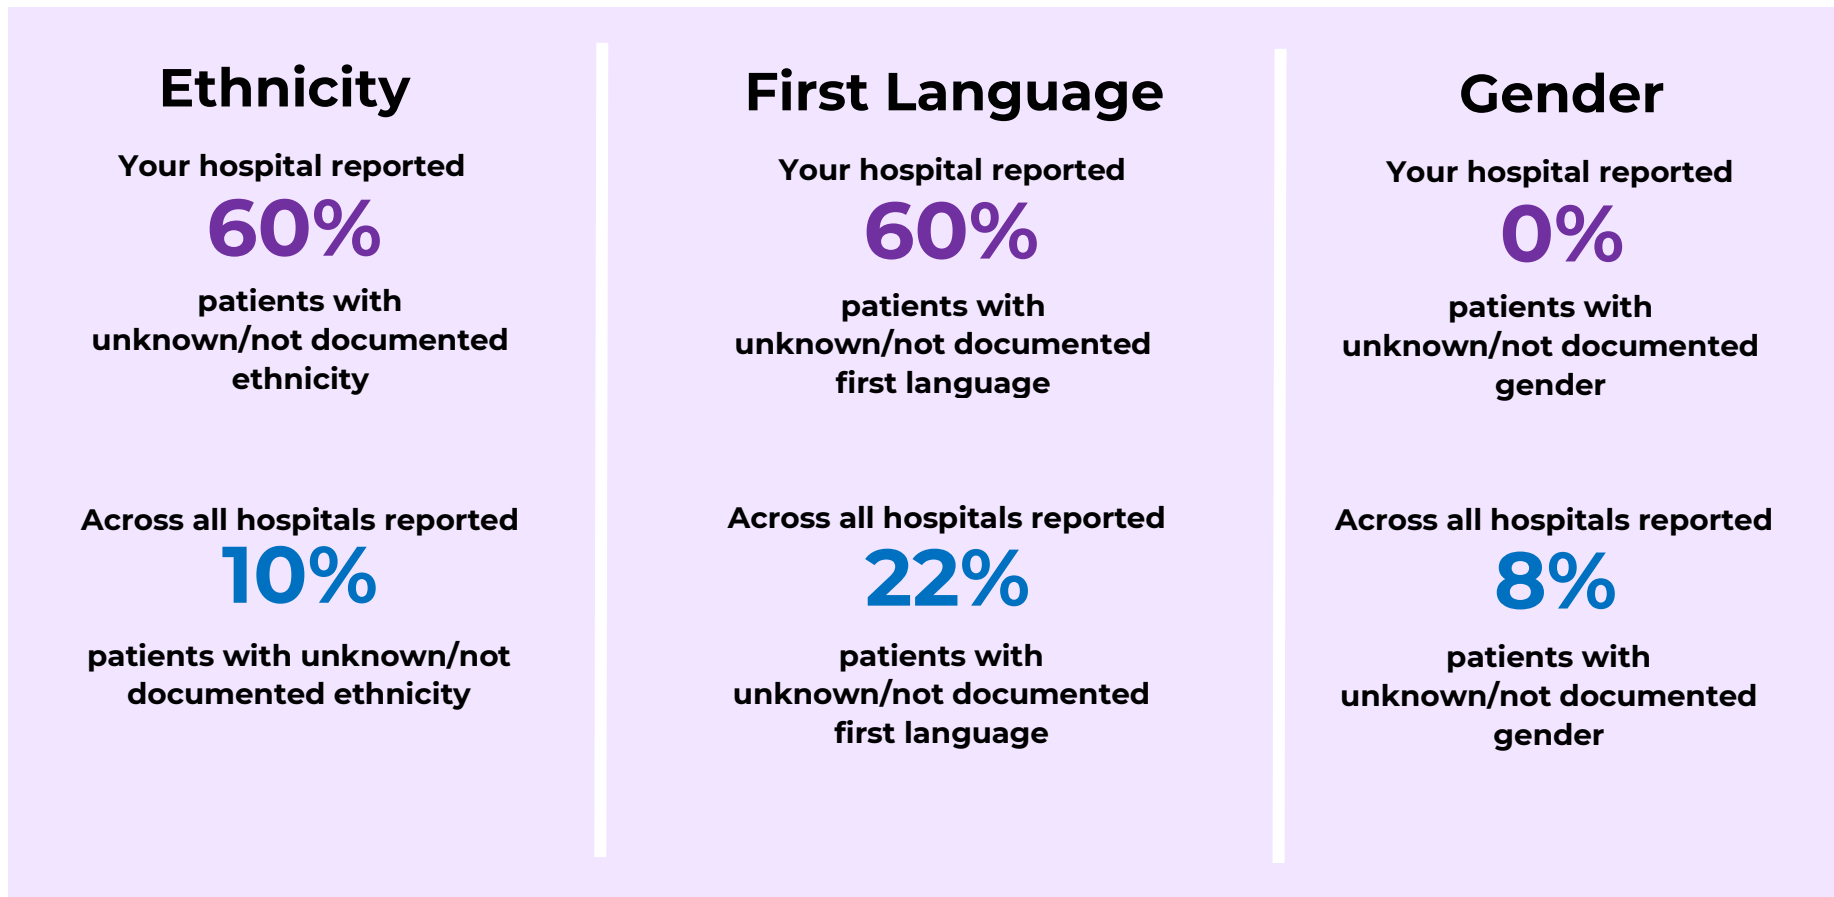 Ethnicity
Your hospital reported
60%
patients with
unknown/not documented
ethnicity
Across all hospitals reported
10%
patients with unknown/not
documented ethnicity
First Language
Your hospital reported
60%
patients with
unknown/not documented
first language
Across all hospitals reported
22%
patients with
unknown/not documented
first language
Gender
Your hospital reported
0%
patients with
unknown/not documented
gender
Across all hospitals reported
8%
patients with
unknown/not documented
gender